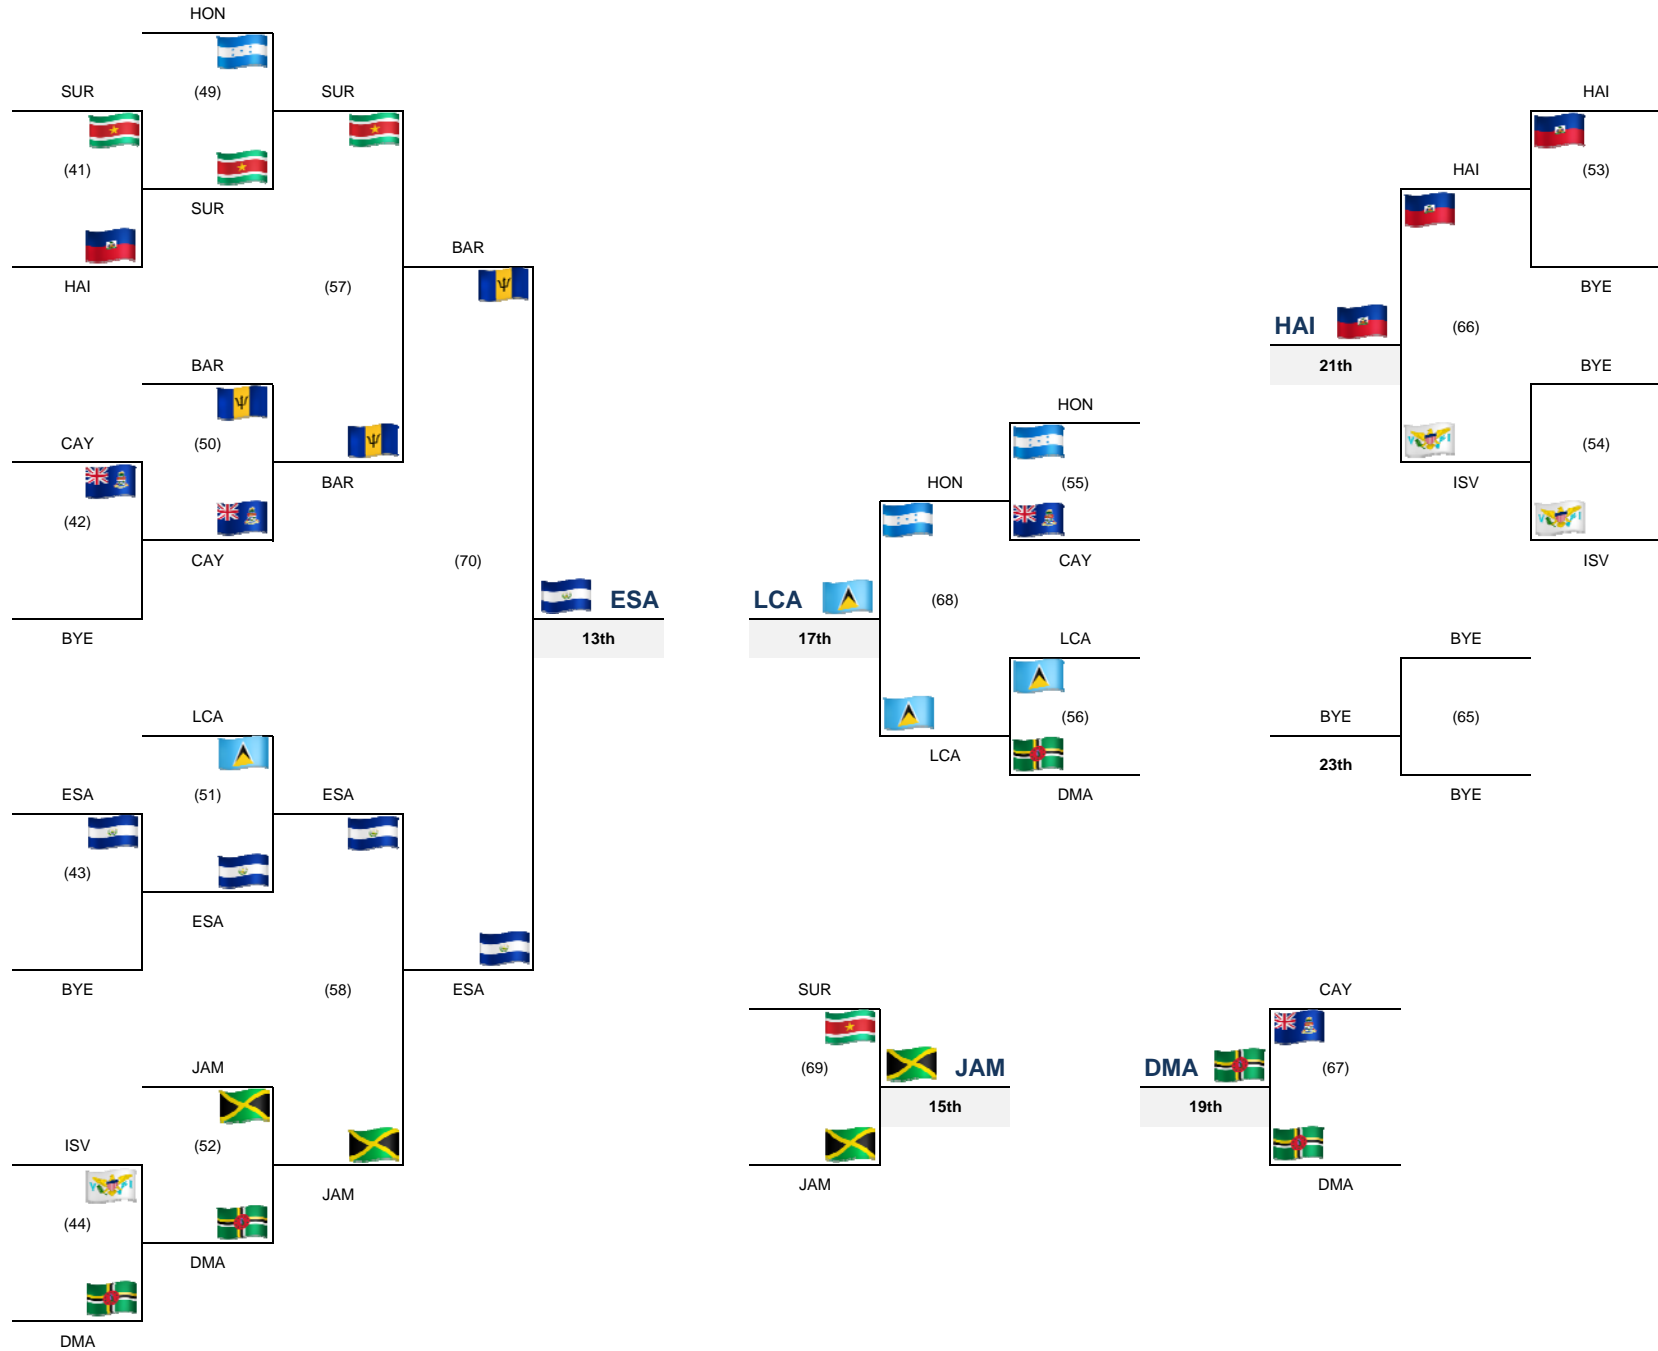 HON
SUR (49) SUR HAI
(41) HAI (53)
SUR
BAR
HAI (57) BYE
HAI (66)
BAR 21th BYE
HON
CAY (50) (54)
BAR HON (55) ISV
(42)
CAY (70) CAY ISV
ESA LCA (68)
BYE 13th 17th LCA BYE
LCA (56) BYE (65)
LCA 23th
ESA (51) ESA DMA BYE
(43)
ESA
BYE (58) ESA SUR CAY
JAM (69) JAM DMA (67)
15th 19th
ISV (52)
JAM JAM DMA
(44)
DMA
DMA